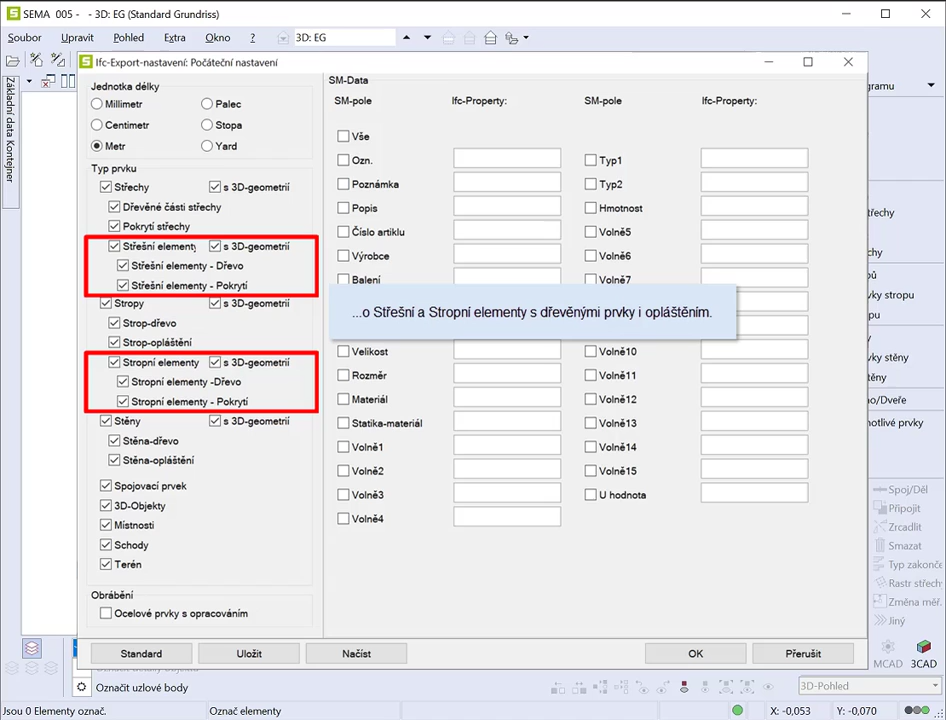 SEMA 005 - - 3D: EG (Standard Grundriss)
Soubor Upravit Pohled Extra Okno ? 3D: EG
Základní data Kontejner
Ifc-Export-nastavení: Počáteční nastavení
Jednotka délky
Millimetr Palec
Centimetr Stopa
Metr Yard
Typ prvku
Střechy s 3D-geometrií
Dřevěné části střechy
Pokrytí střechy
Střešní elementy s 3D-geometrií
Střešní elementy - Dřevo
Střešní elementy - Pokrytí
Stropy s 3D-geometrií
Strop-dřevo
Strop-opláštění
Stropní elementy s 3D-geometrií
Stropní elementy -Dřevo
Stropní elementy - Pokrytí
Stěny s 3D-geometrií
Stěna-dřevo
Stěna-opláštění
Spojovací prvek
3D-Objekty
Místnosti
Schody
Terén
Obrábění
Ocelové prvky s opracováním
SM-Data
SM-pole Ifc-Property: SM-pole Ifc-Property:
Vše
Ozn. Typ1
Poznámka Typ2
Popis Hmotnost
Číslo artiklu Volně5
Výrobce Volně6
Balení Volně7
...o Střešní a Stropní elementy s dřevěnými prvky i opláštěním.
Velikost Volně10
Rozměr Volně11
Materiál Volně12
Statika-materiál Volně13
Volně1 Volně14
Volně2 Volně15
Volně3 U hodnota
Volně4
Standard Uložit Načíst OK Přerušit
gramu
třechy
chy
ců
vky stropu
pu
y
vky stěny
těny
no/Dveře
notlivé prvky
Spoj/Děl
Připojit
Zrcadlit
Smazat
Typ zakonče
Rastr střech
Změna měř.
Jiný
MCAD 3CAD
Označit uzlové body
3D-Pohled
Jsou 0 Elementy označ. Označ elementy X: -0,053 Y: -0,070